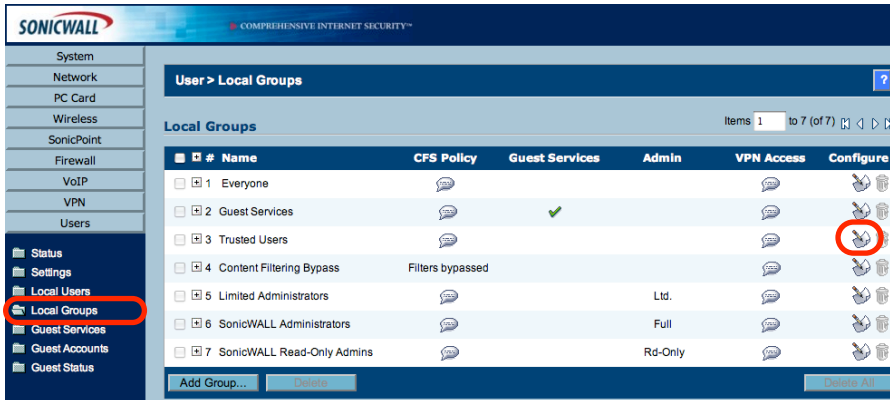 SONICWALL
COMPREHENSIVE INTERNET SECURITY™
System
Network
PC Card
Wireless
SonicPoint
Firewall
VoIP
VPN
Users
Status
Settings
Local Users
Local Groups
Guest Services
Guest Accounts
Guest Status
User > Local Groups
?
Local Groups
Items 1 to 7 (of 7)
# Name CFS Policy Guest Services Admin VPN Access Configure
1 Everyone
2 Guest Services
3 Trusted Users
4 Content Filtering Bypass Filters bypassed
5 Limited Administrators Ltd.
6 SonicWALL Administrators Full
7 SonicWALL Read-Only Admins Rd-Only
Add Group... Delete Delete All